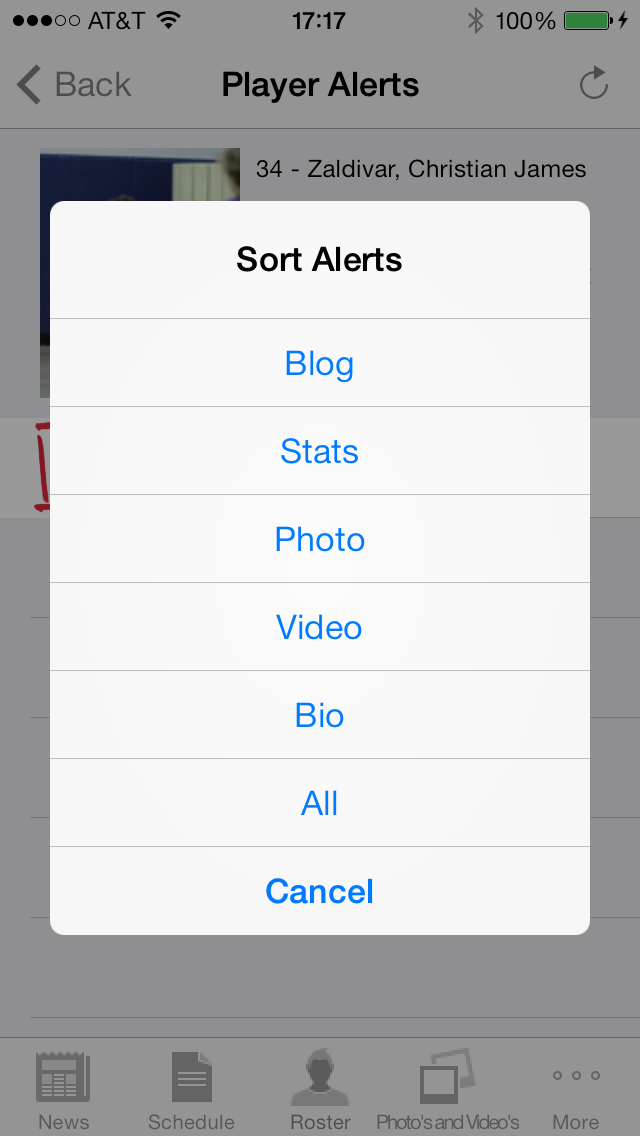 AT&T 17:17 100%
Back Player Alerts
34 - Zaldivar, Christian James
Sort Alerts
Blog
Stats
Photo
Video
Bio
All
Cancel
News Schedule Roster Photo's and Video's More